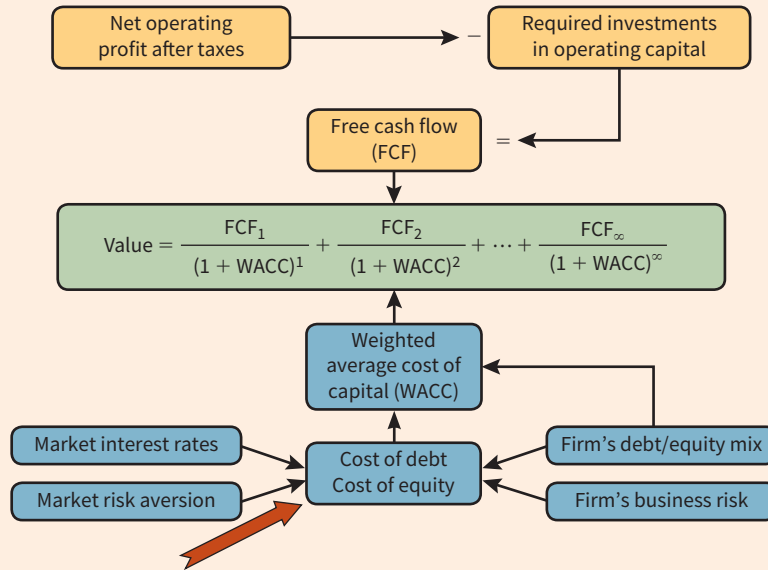 Net operating
profit after taxes
−
Required investments
in operating capital
Free cash flow
(FCF)
=
Value = FCF₁/(1 + WACC)¹ + FCF₂/(1 + WACC)² + ⋯ + FCF∞/(1 + WACC)^∞
Weighted
average cost of
capital (WACC)
Market interest rates
Cost of debt
Cost of equity
Firm’s debt/equity mix
Market risk aversion
Firm’s business risk